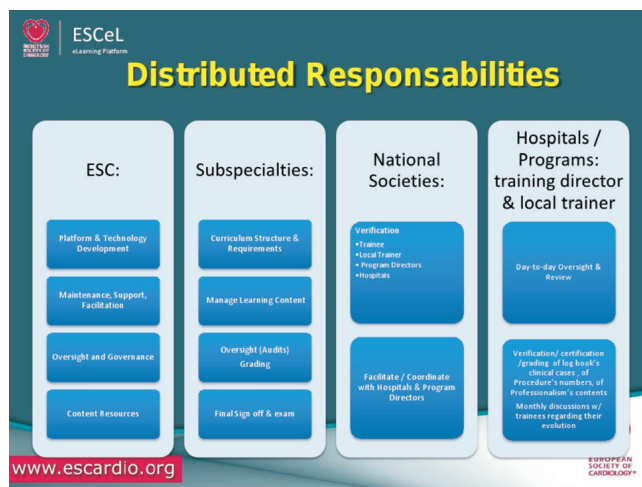 EUROPEAN
SOCIETY OF
CARDIOLOGY
ESCeL
eLearning Platform
Distributed Responsabilities
ESC:
Platform & Technology
Development
Maintenance, Support,
Facilitation
Oversight and Governance
Content Resources
Subspecialties:
Curriculum Structure &
Requirements
Manage Learning Content
Oversight (Audits)
Grading
Final Sign off & exam
National
Societies:
Verification
•Trainee
•Local Trainer
• Program Directors
•Hospitals
Facilitate / Coordinate
with Hospitals & Program
Directors
Hospitals /
Programs:
training director
& local trainer
Day-to-day Oversight &
Review
Verification/ certification
/grading of log book's
clinical cases , of
Procedure's numbers, of
Professionalism's contents
Monthly discussions w/
trainees regarding their
evolution
www.escardio.org
EUROPEAN
SOCIETY OF
CARDIOLOGY®